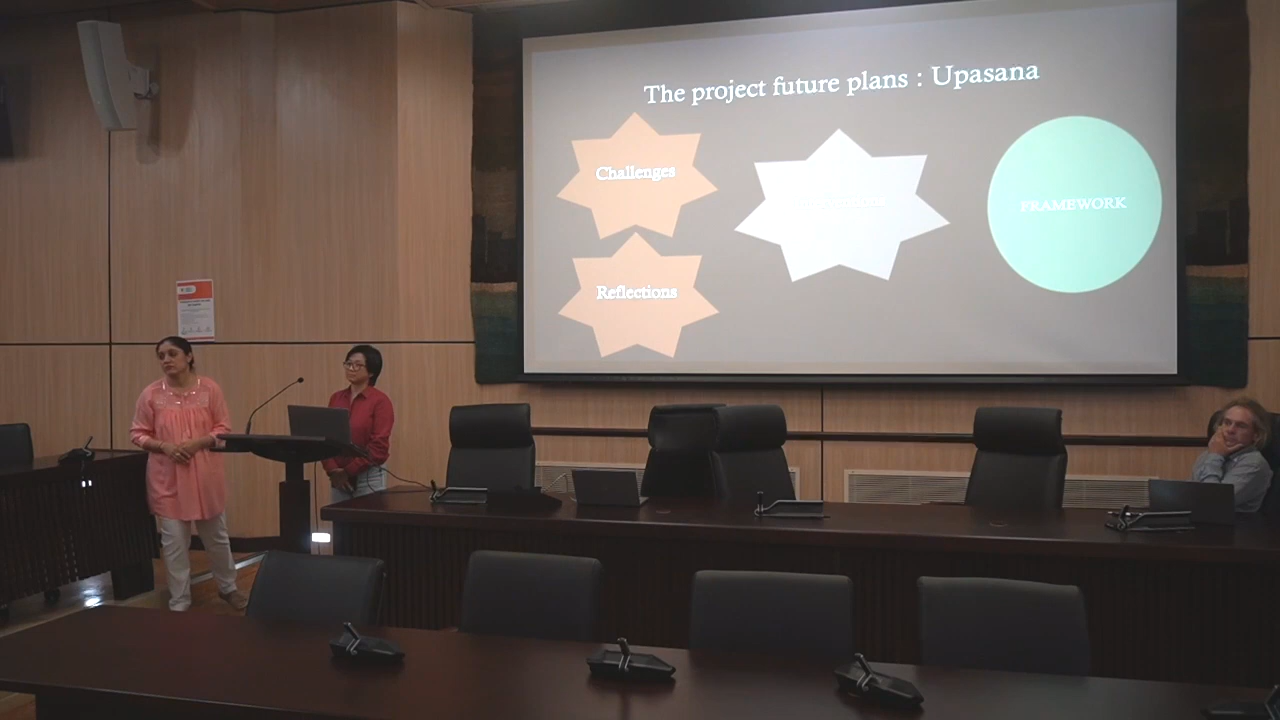 The project future plans : Upasana
Challenges
FRAMEWORK
Reflections